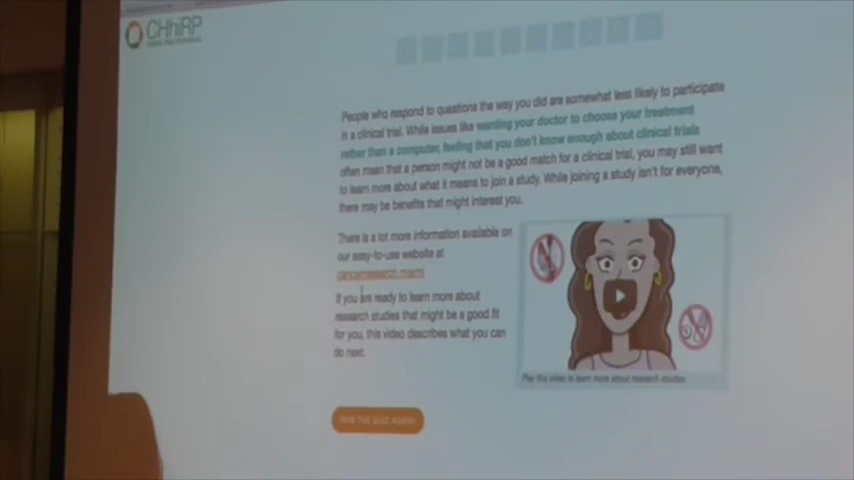 CHhiRP
People who respond to questions the way you did are somewhat less likely to participate
in a clinical trial. While issues like wanting your doctor to choose your treatment
rather than a computer, feeling that you don't know enough about clinical trials
often mean that a person might not be a good match for a clinical trial, you may still want
to learn more about what it means to join a study. While joining a study isn't for everyone,
there may be benefits that might interest you.
There is a lot more information available on
our easy-to-use website at
cancerresearch.miami
If you are ready to learn more about
research studies that might be a good fit
for you, this video describes what you can
do next.
Play the video to learn more about research studies.
TAKE THE QUIZ AGAIN